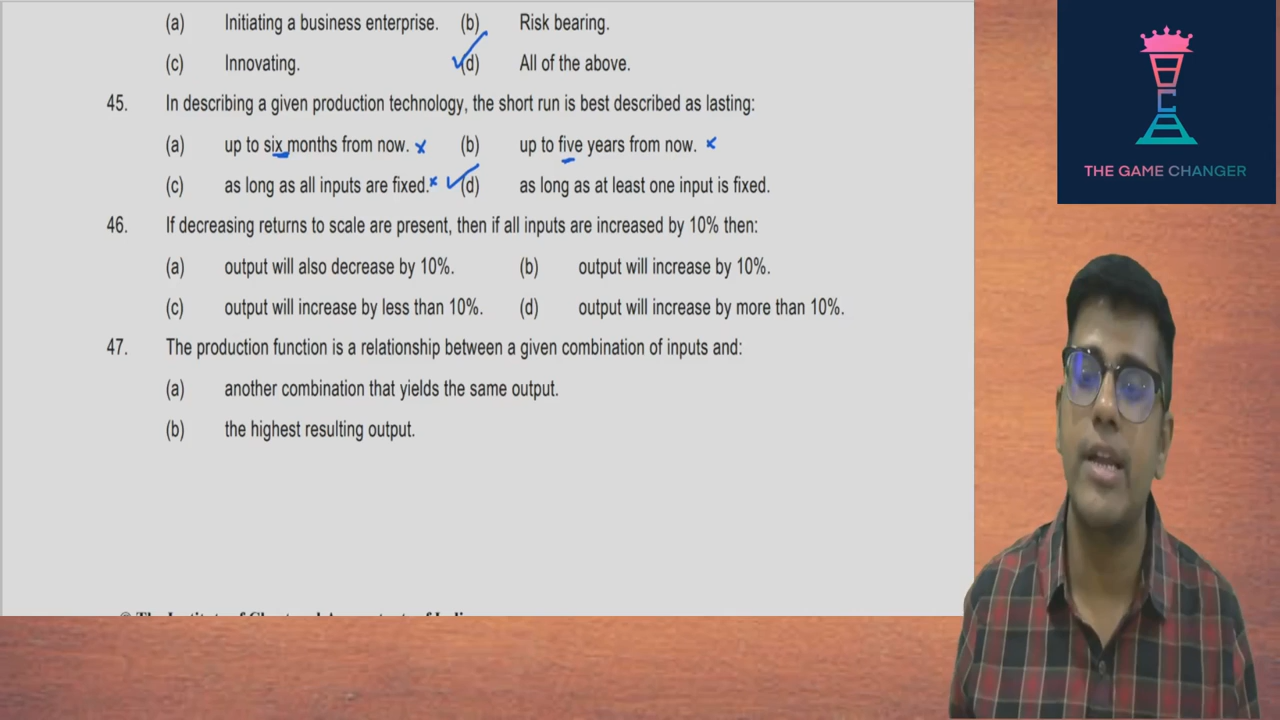 (a) Initiating a business enterprise. (b) Risk bearing.
(c) Innovating. (d) All of the above.
45. In describing a given production technology, the short run is best described as lasting:
(a) up to six months from now. (b) up to five years from now.
(c) as long as all inputs are fixed. (d) as long as at least one input is fixed.
46. If decreasing returns to scale are present, then if all inputs are increased by 10% then:
(a) output will also decrease by 10%. (b) output will increase by 10%.
(c) output will increase by less than 10%. (d) output will increase by more than 10%.
47. The production function is a relationship between a given combination of inputs and:
(a) another combination that yields the same output.
(b) the highest resulting output.
THE GAME CHANGER